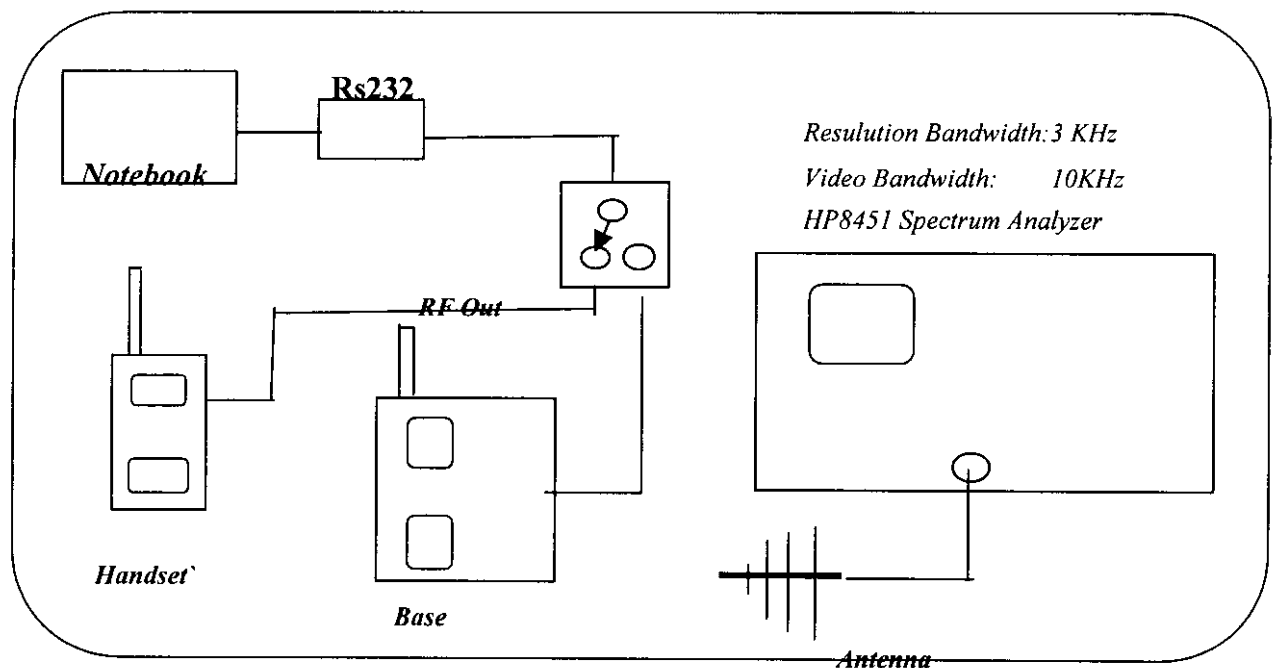 Rs232
Notebook
Resulution Bandwidth: 3 KHz
Video Bandwidth: 10KHz
HP8451 Spectrum Analyzer
RF Out
Handset`
Base
Antenna